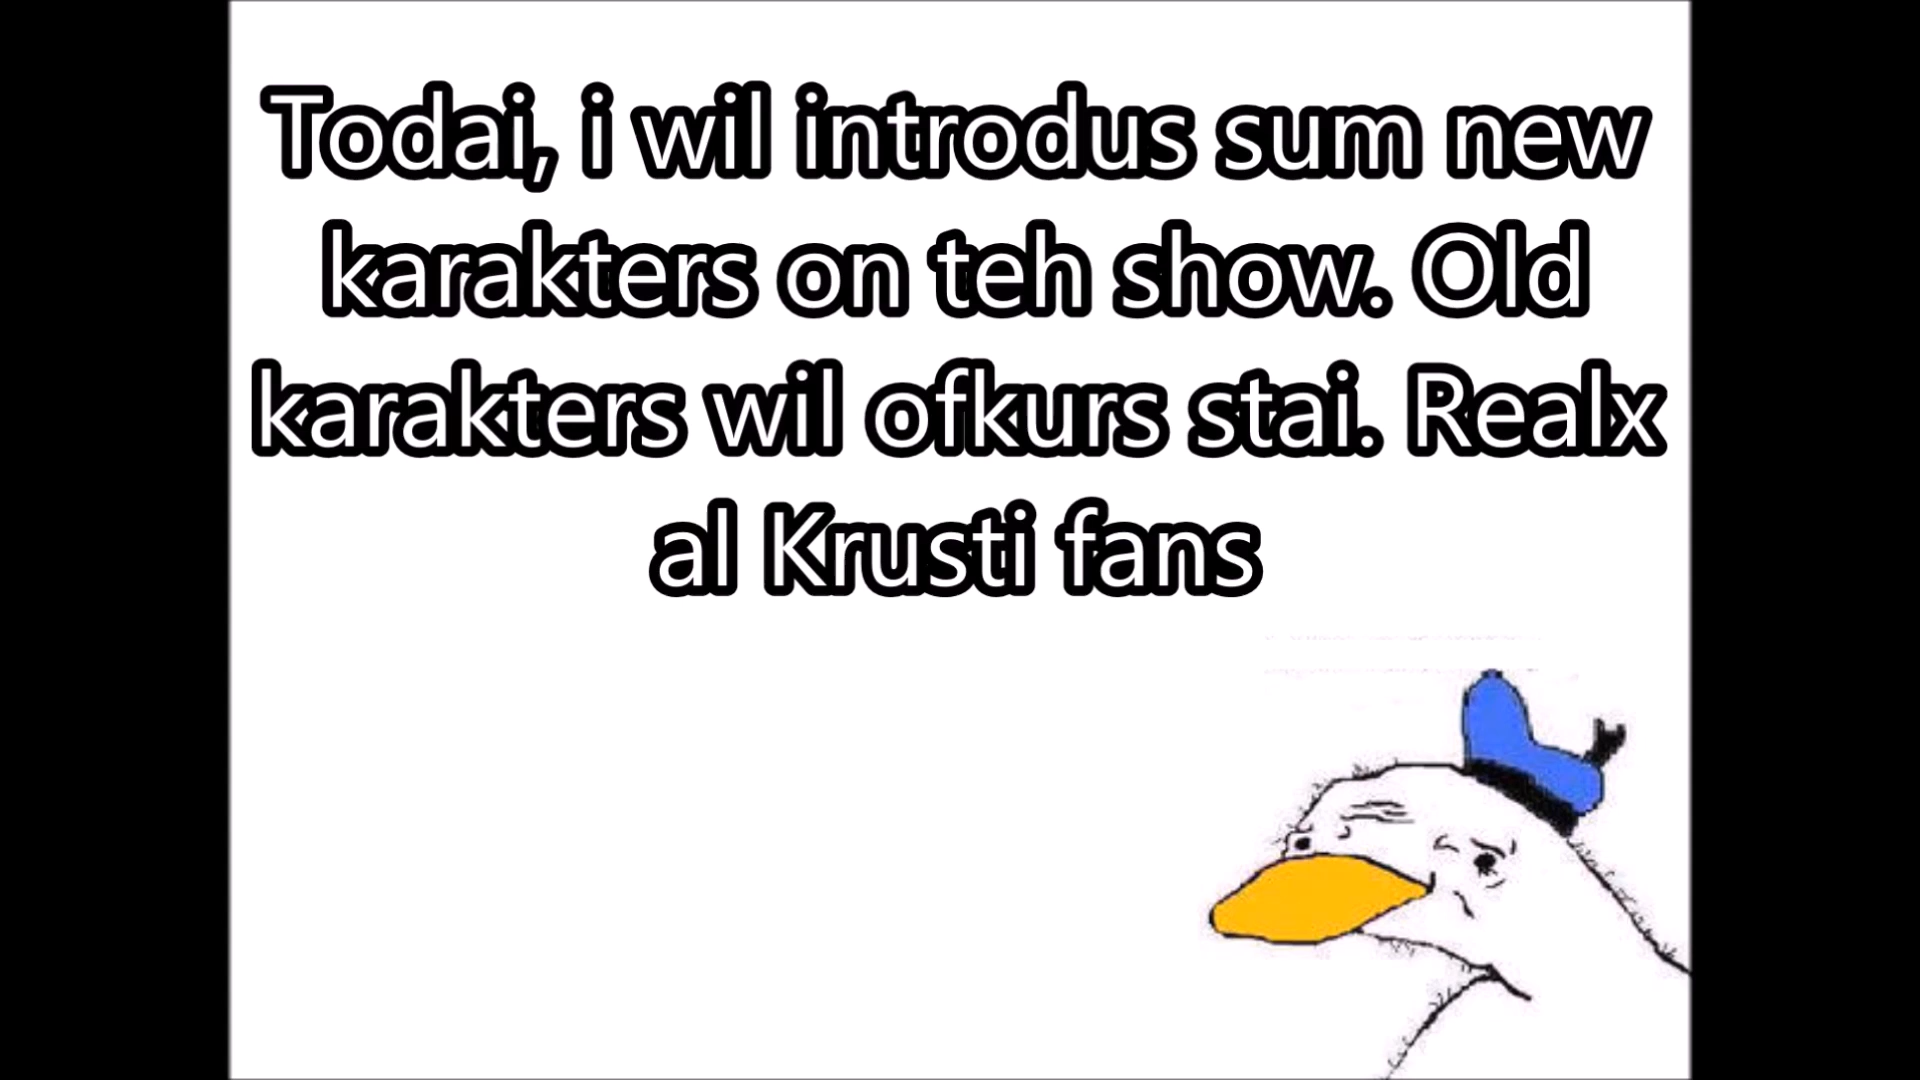 Todai, i wil introdus sum new
karakters on teh show. Old
karakters wil ofkurs stai. Realx
al Krusti fans